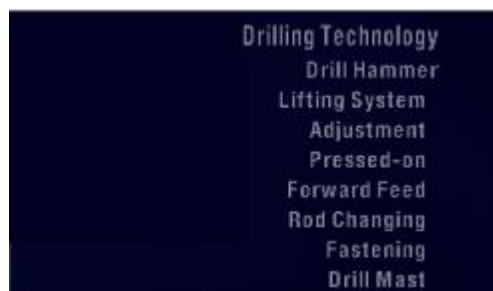 Drilling Technology
Drill Hammer
Lifting System
Adjustment
Pressed-on
Forward Feed
Rod Changing
Fastening
Drill Mast